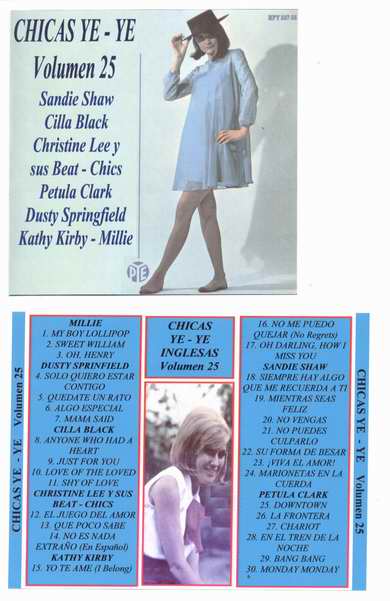 CHICAS YE - YE
Volumen 25
Sandie Shaw
Cilla Black
Christine Lee y
sus Beat - Chics
Petula Clark
Dusty Springfield
Kathy Kirby - Millie
PYE
CHICAS YE - YE Volumen 25
MILLIE
1. MY BOY LOLLIPOP
2. SWEET WILLIAM
3. OH, HENRY
DUSTY SPRINFIELD
4. SOLO QUIERO ESTAR
CONTIGO
5. QUEDATE UN RATO
6. ALGO ESPECIAL
7. MAMA SAID
CILLA BLACK
8. ANYONE WHO HAD A
HEART
9. JUST FOR YOU
10. LOVE OF THE LOVED
11. SHY OF LOVE
CHRISTINE LEE Y SUS
BEAT - CHICS
12. EL JUEGO DEL AMOR
13. QUE POCO SABE
14. NO ES NADA
EXTRAÑO (En Español)
KATHY KIRBY
15. YO TE AME (I Belong)
CHICAS
YE - YE
INGLESAS
Volumen 25
16. NO ME PUEDO
QUEJAR (No Regrets)
17. OH DARLING, HOW I
MISS YOU
SANDIE SHAW
18. SIEMPRE HAY ALGO
QUE ME RECUERDA A TI
19. MIENTRAS SEAS
FELIZ
20. NO VENGAS
21. NO PUEDES
CULPARLO
22. SU FORMA DE BESAR
23. ¡VIVA EL AMOR!
24. MARIONETAS EN LA
CUERDA
PETULA CLARK
25. DOWNTOWN
26. LA FRONTERA
27. CHARIOT
28. EN EL TREN DE LA
NOCHE
29. BANG BANG
30. MONDAY MONDAY
*
CHICAS YE - YE Volumen 25